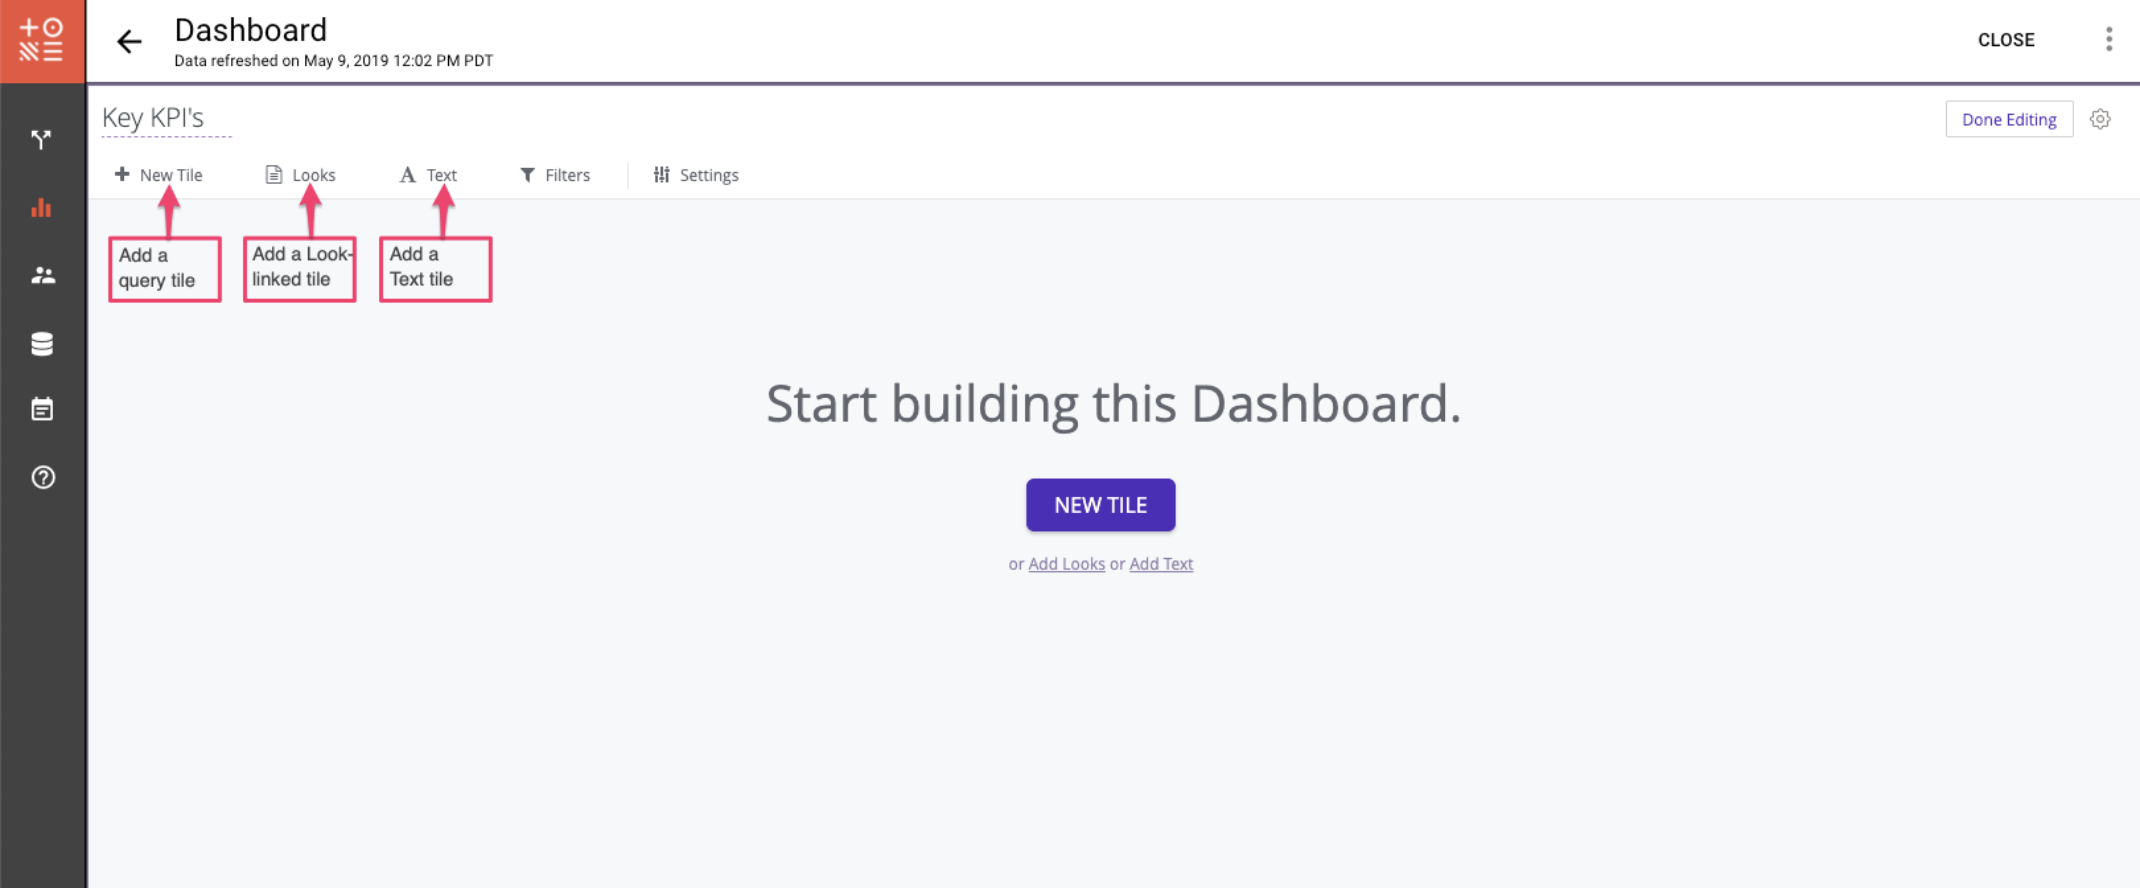 Dashboard
CLOSE
Data refreshed on May 9, 2019 12:02 PM PDT
Key KPI's
Done Editing
New Tile Looks Text Filters Settings
Add a
query tile
Add a Look-
linked tile
Add a
Text tile
Start building this Dashboard.
NEW TILE
or Add Looks or Add Text